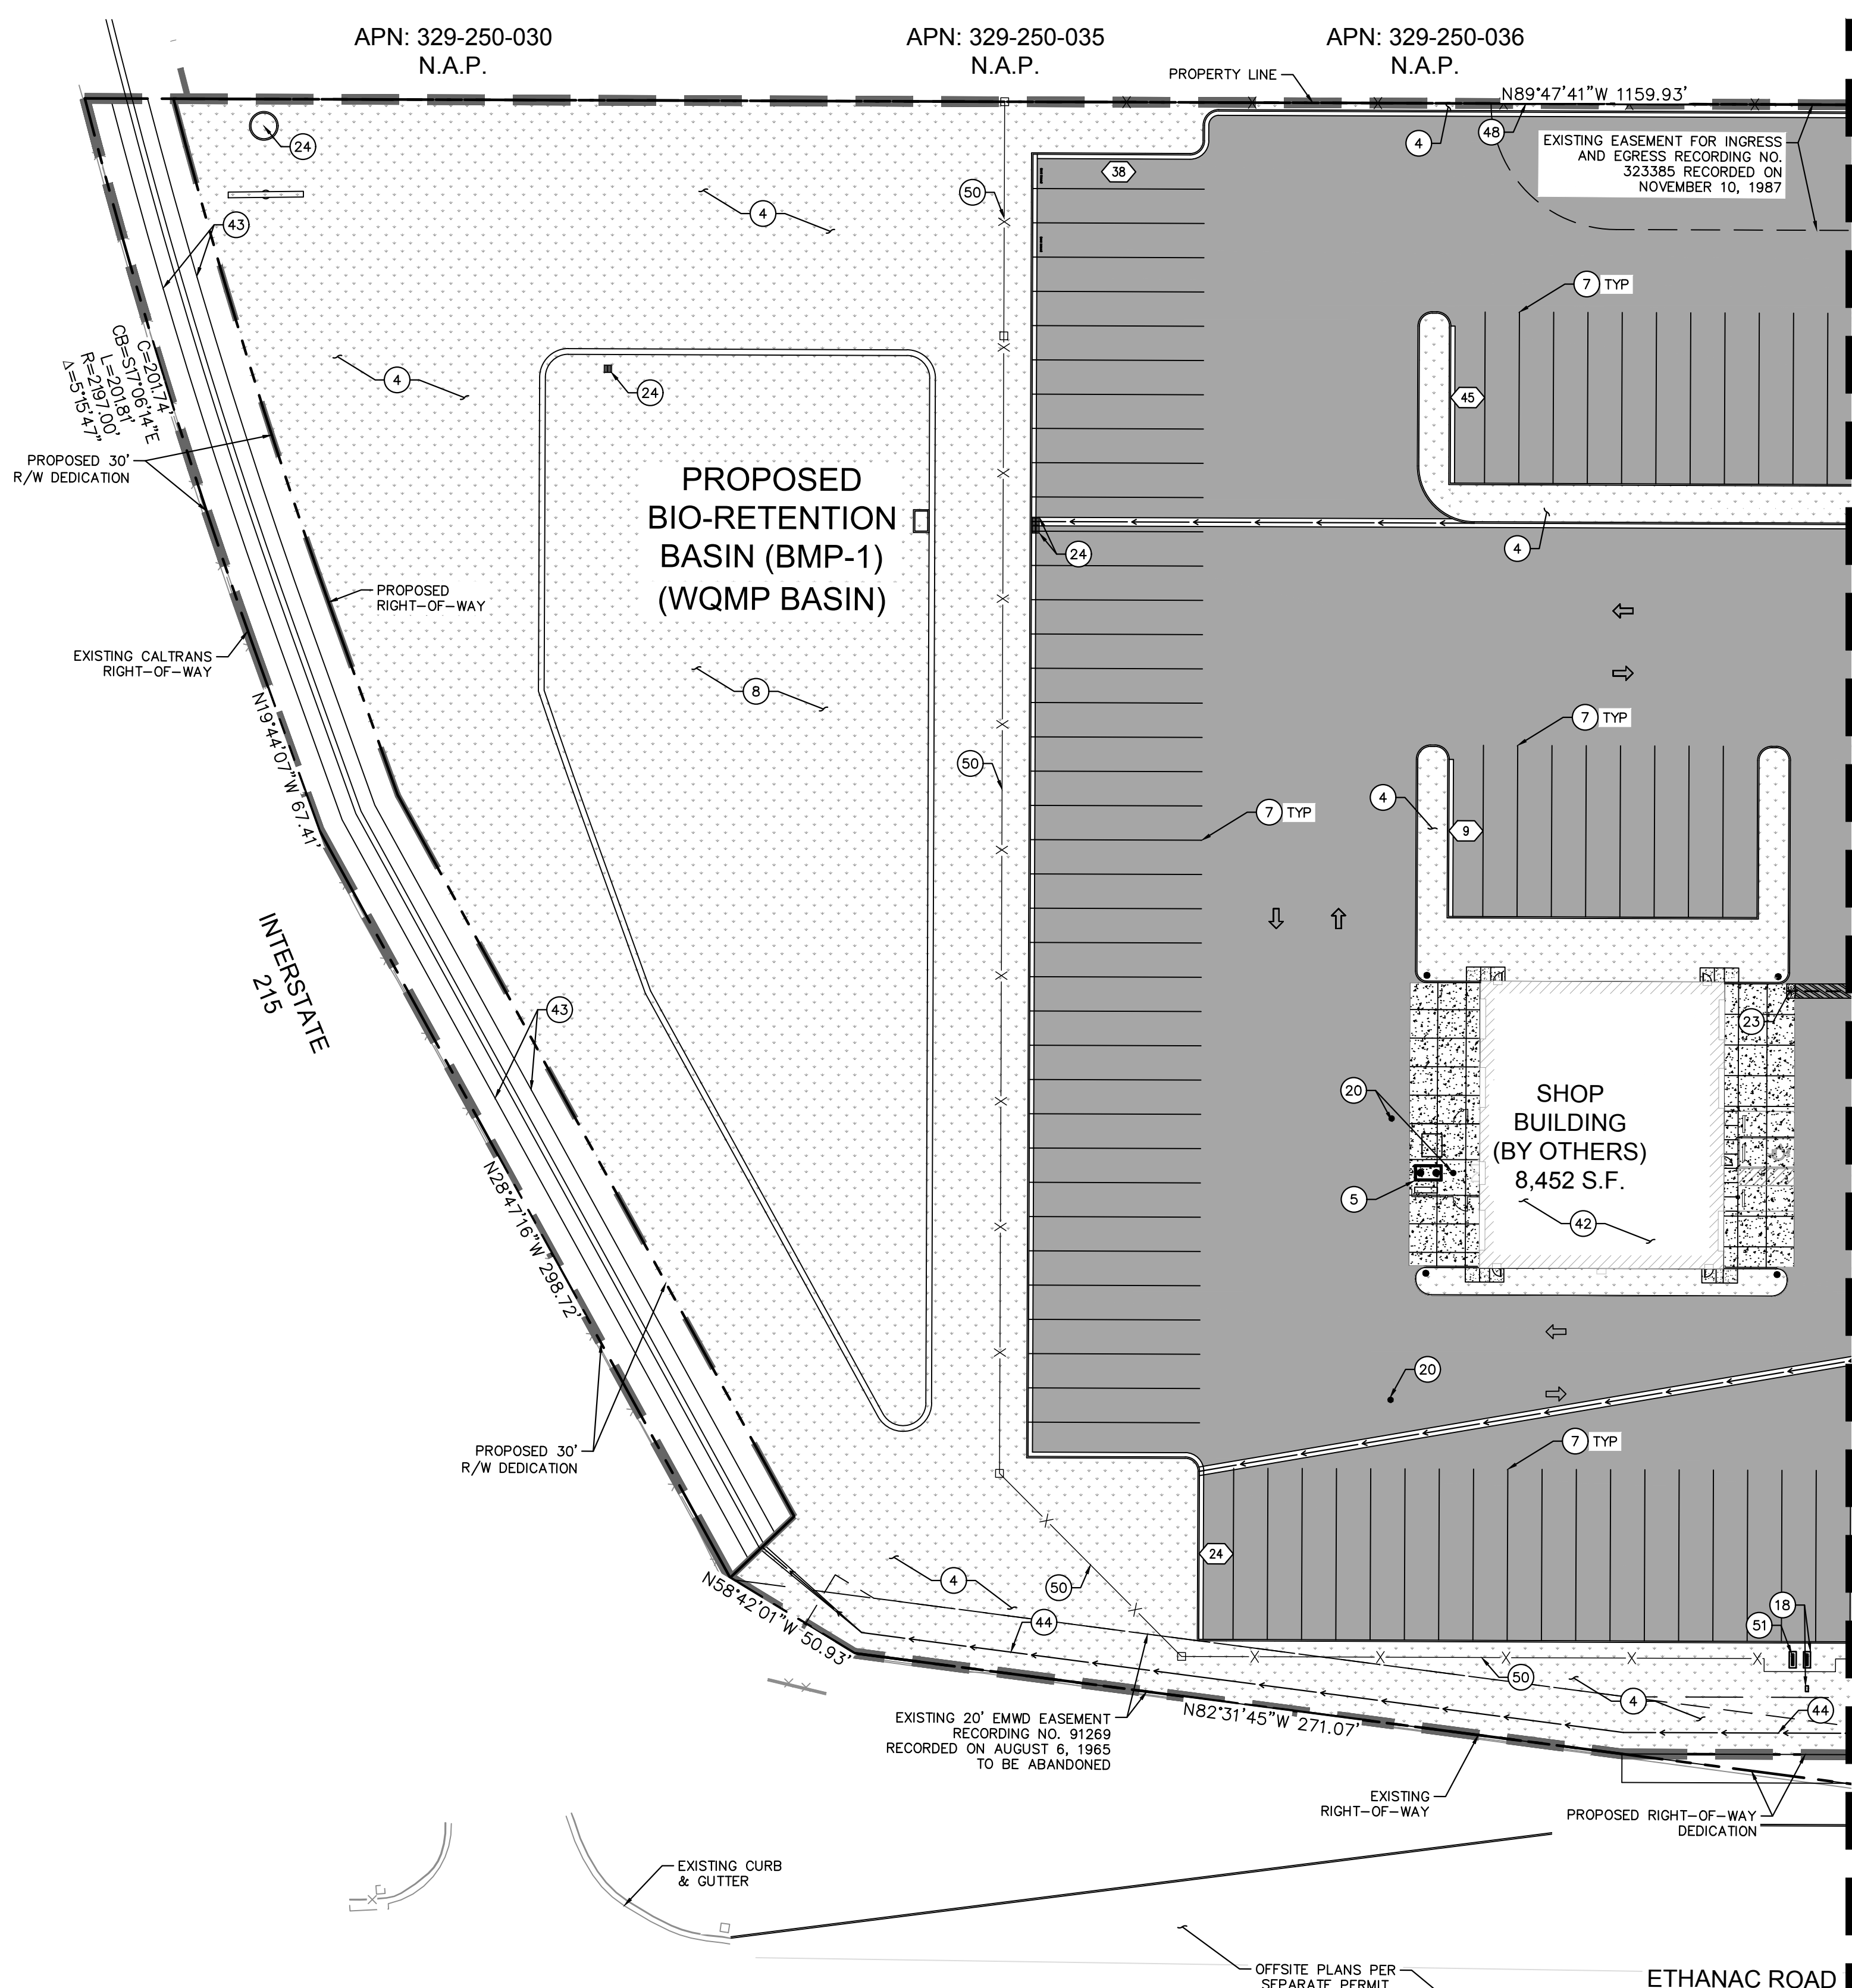 APN: 329-250-030
N.A.P.
APN: 329-250-035
N.A.P.
APN: 329-250-036
N.A.P.
PROPERTY LINE
N89°47'41"W 1159.93'
24
4
48
EXISTING EASEMENT FOR INGRESS
AND EGRESS RECORDING NO.
323385 RECORDED ON
NOVEMBER 10, 1987
38
50
4
43
7 TYP
C=201.74'
CB=S17°06'14"E
L=201.81'
R=2197.00'
Δ=5°15'47"
4
24
45
PROPOSED 30'
R/W DEDICATION
PROPOSED
BIO-RETENTION
BASIN (BMP-1)
(WQMP BASIN)
24
4
PROPOSED
RIGHT-OF-WAY
EXISTING CALTRANS
RIGHT-OF-WAY
8
7 TYP
N19°44'07"W 67.41'
50
4
7 TYP
9
INTERSTATE
215
43
23
20
SHOP
BUILDING
(BY OTHERS)
8,452 S.F.
5
42
N28°47'16"W 298.72'
20
PROPOSED 30'
R/W DEDICATION
7 TYP
24
4
50
N58°42'01"W 50.93'
44
18
51
50
4
44
EXISTING 20' EMWD EASEMENT
RECORDING NO. 91269
RECORDED ON AUGUST 6, 1965
TO BE ABANDONED
N82°31'45"W 271.07'
EXISTING
RIGHT-OF-WAY
PROPOSED RIGHT-OF-WAY
DEDICATION
EXISTING CURB
& GUTTER
OFFSITE PLANS PER
SEPARATE PERMIT
ETHANAC ROAD